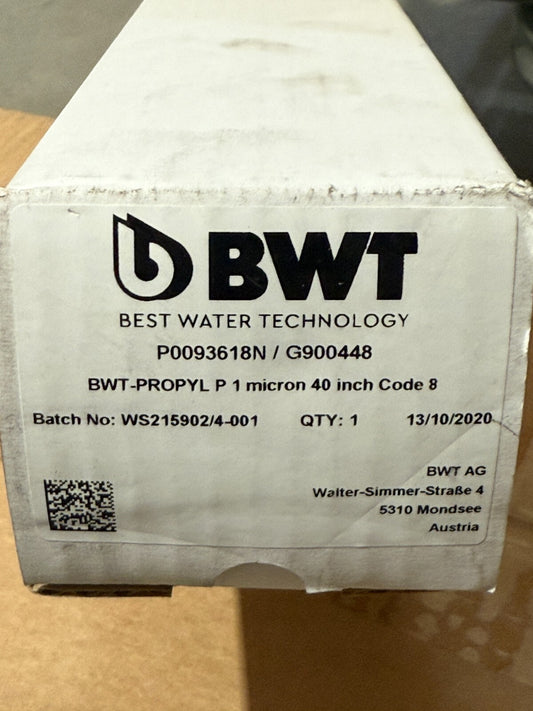 BWT
BEST WATER TECHNOLOGY
P0093618N / G900448
BWT-PROPYL P 1 micron 40 inch Code 8
Batch No: WS215902/4-001 QTY: 1 13/10/2020
BWT AG
Walter-Simmer-Straße 4
5310 Mondsee
Austria